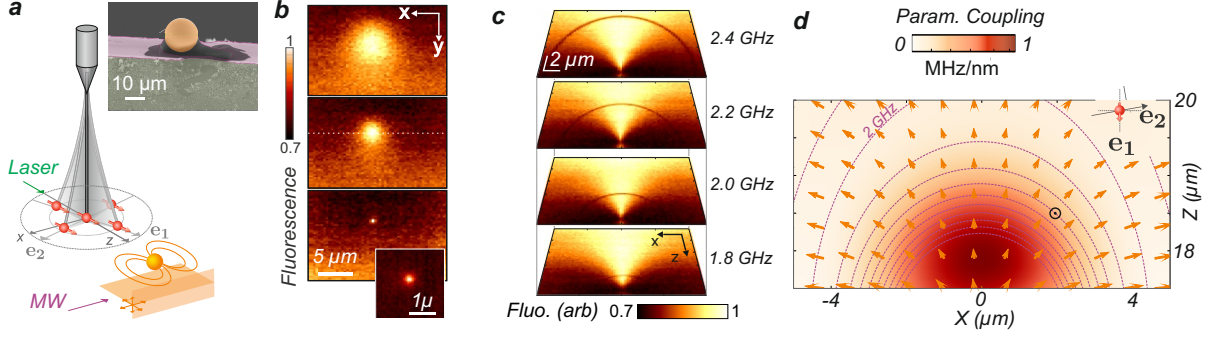 a
10 µm
Laser
x
z
e1
e2
MW
b
x
y
1
0.7
Fluorescence
5 µm
1µ
c
2 µm
2.4 GHz
2.2 GHz
2.0 GHz
1.8 GHz
x
z
Fluo. (arb)
0.7
1
d
Param. Coupling
0
1
MHz/nm
2 GHz
e2
e1
20
18
Z (µm)
-4
0
4
X (µm)